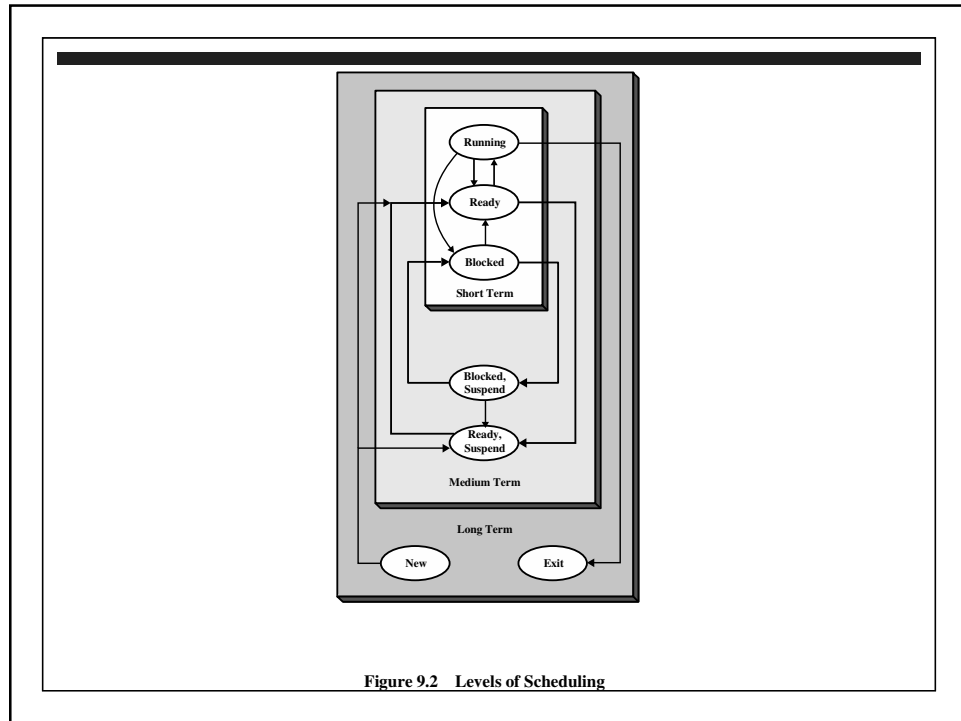 Running
Ready
Blocked
Short Term
Blocked,
Suspend
Ready,
Suspend
Medium Term
Long Term
New
Exit
Figure 9.2 Levels of Scheduling